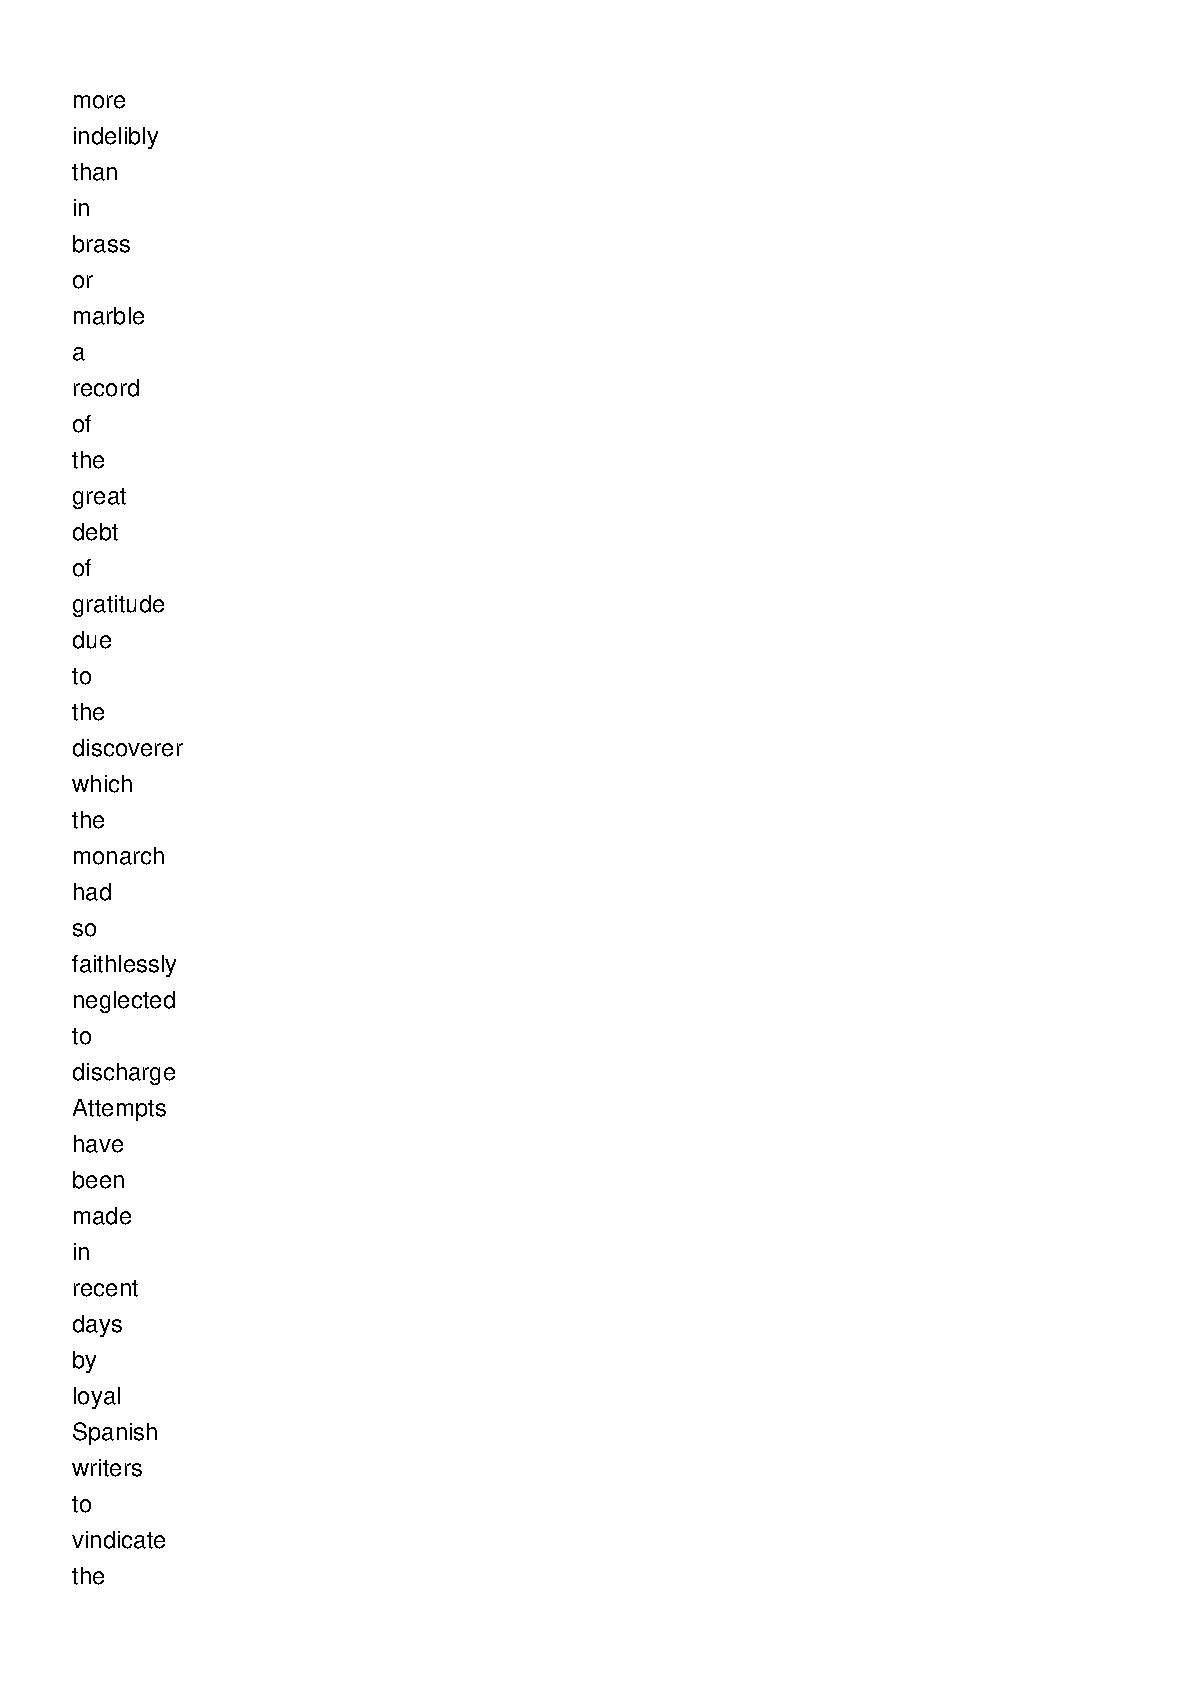 more
indelibly
than
in
brass
or
marble
a
record
of
the
great
debt
of
gratitude
due
to
the
discoverer
which
the
monarch
had
so
faithlessly
neglected
to
discharge
Attempts
have
been
made
in
recent
days
by
loyal
Spanish
writers
to
vindicate
the